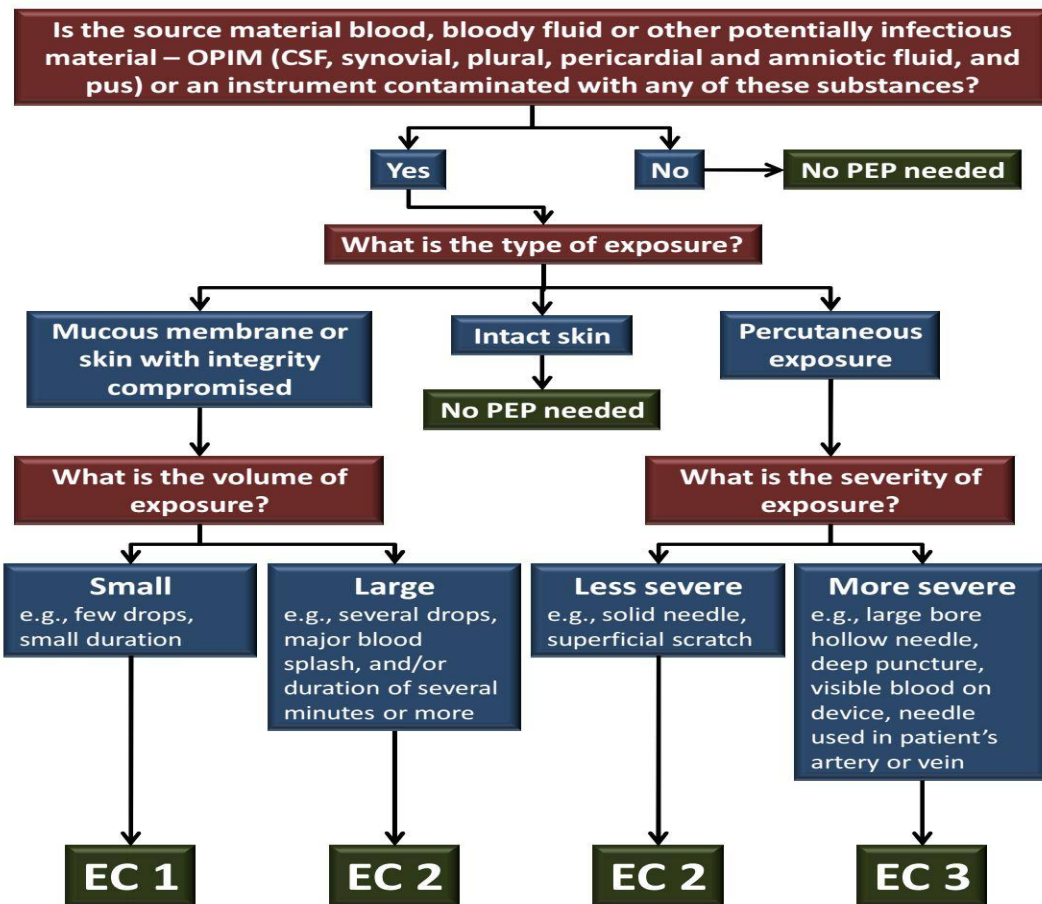 Is the source material blood, bloody fluid or other potentially infectious
material – OPIM (CSF, synovial, plural, pericardial and amniotic fluid, and
pus) or an instrument contaminated with any of these substances?
Yes
No
No PEP needed
What is the type of exposure?
Mucous membrane or
skin with integrity
compromised
Intact skin
No PEP needed
Percutaneous
exposure
What is the volume of
exposure?
What is the severity of
exposure?
Small
e.g., few drops,
small duration
Large
e.g., several drops,
major blood
splash, and/or
duration of several
minutes or more
Less severe
e.g., solid needle,
superficial scratch
More severe
e.g., large bore
hollow needle,
deep puncture,
visible blood on
device, needle
used in patient’s
artery or vein
EC 1
EC 2
EC 2
EC 3